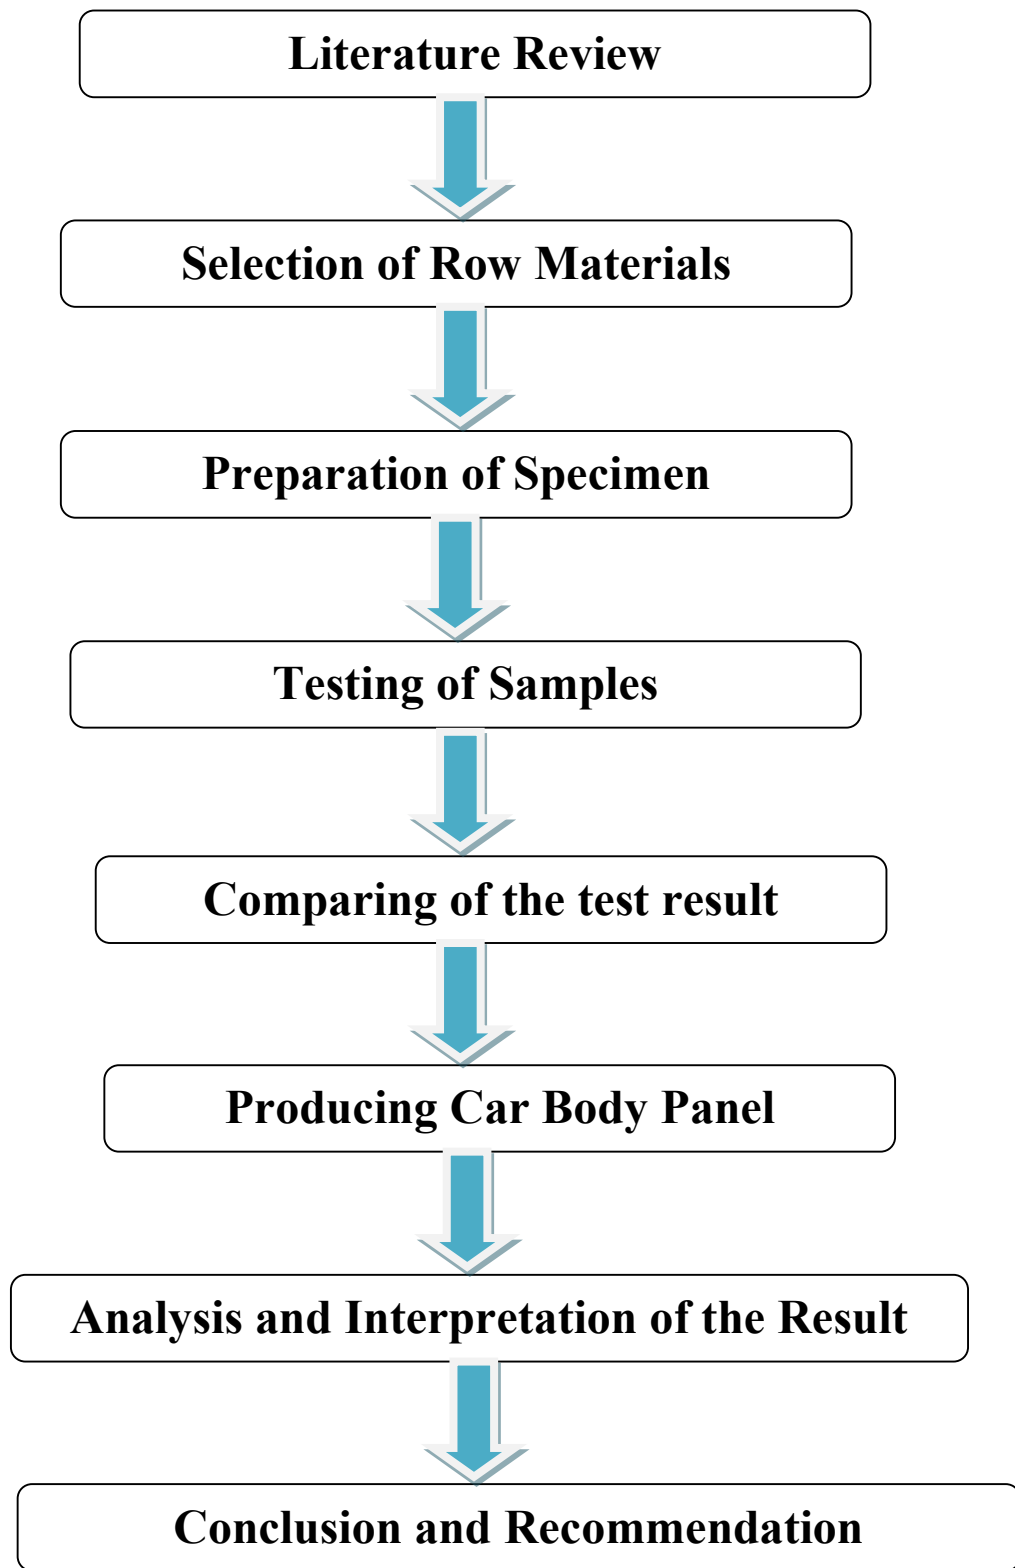 Literature Review
Selection of Row Materials
Preparation of Specimen
Testing of Samples
Comparing of the test result
Producing Car Body Panel
Analysis and Interpretation of the Result
Conclusion and Recommendation